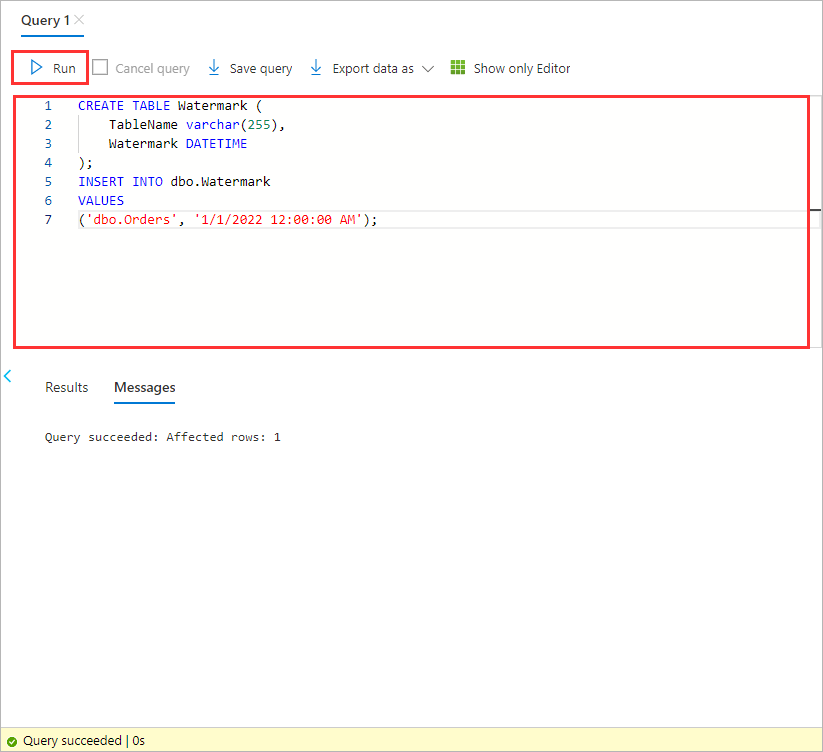 Query 1
Run Cancel query Save query Export data as Show only Editor
1 CREATE TABLE Watermark (
2 TableName varchar(255),
3 Watermark DATETIME
4 );
5 INSERT INTO dbo.Watermark
6 VALUES
7 ('dbo.Orders', '1/1/2022 12:00:00 AM');
Results Messages
Query succeeded: Affected rows: 1
Query succeeded | 0s